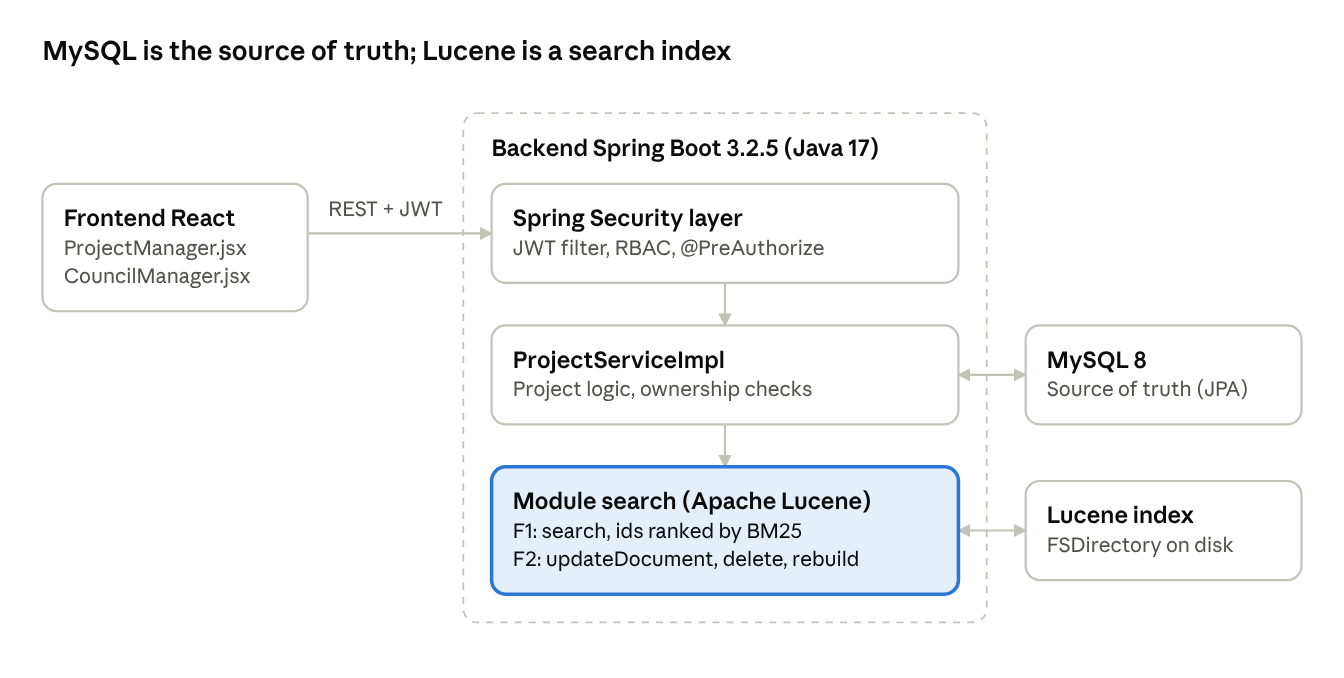 MySQL is the source of truth; Lucene is a search index
Backend Spring Boot 3.2.5 (Java 17)
Frontend React
ProjectManager.jsx
CouncilManager.jsx
REST + JWT
Spring Security layer
JWT filter, RBAC, @PreAuthorize
ProjectServiceImpl
Project logic, ownership checks
MySQL 8
Source of truth (JPA)
Module search (Apache Lucene)
F1: search, ids ranked by BM25
F2: updateDocument, delete, rebuild
Lucene index
FSDirectory on disk